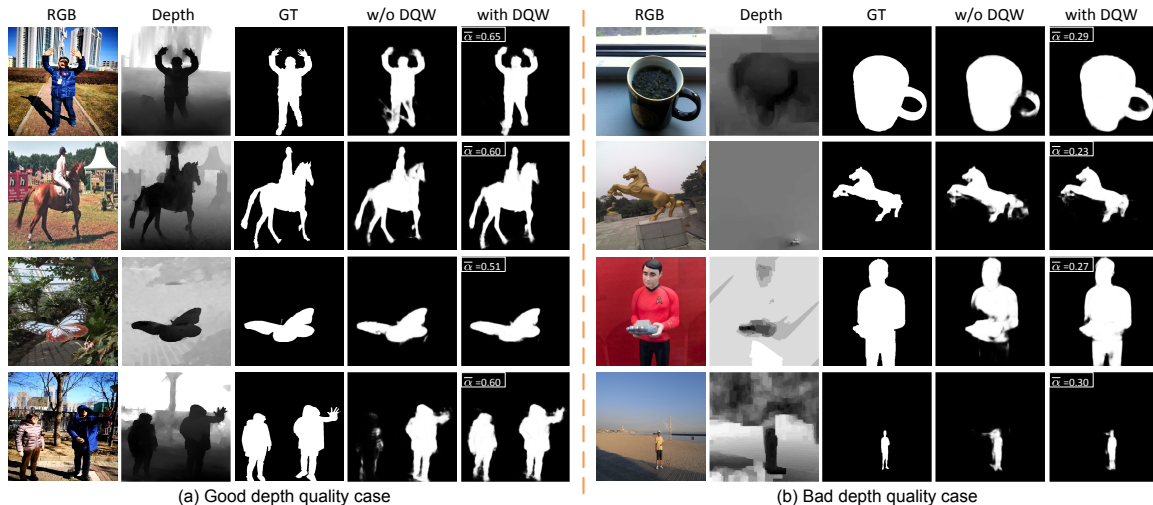 RGB Depth GT w/o DQW with DQW RGB Depth GT w/o DQW with DQW
α̅ =0.65 α̅ =0.29
α̅ =0.60 α̅ =0.23
α̅ =0.51 α̅ =0.27
α̅ =0.60 α̅ =0.30
(a) Good depth quality case (b) Bad depth quality case